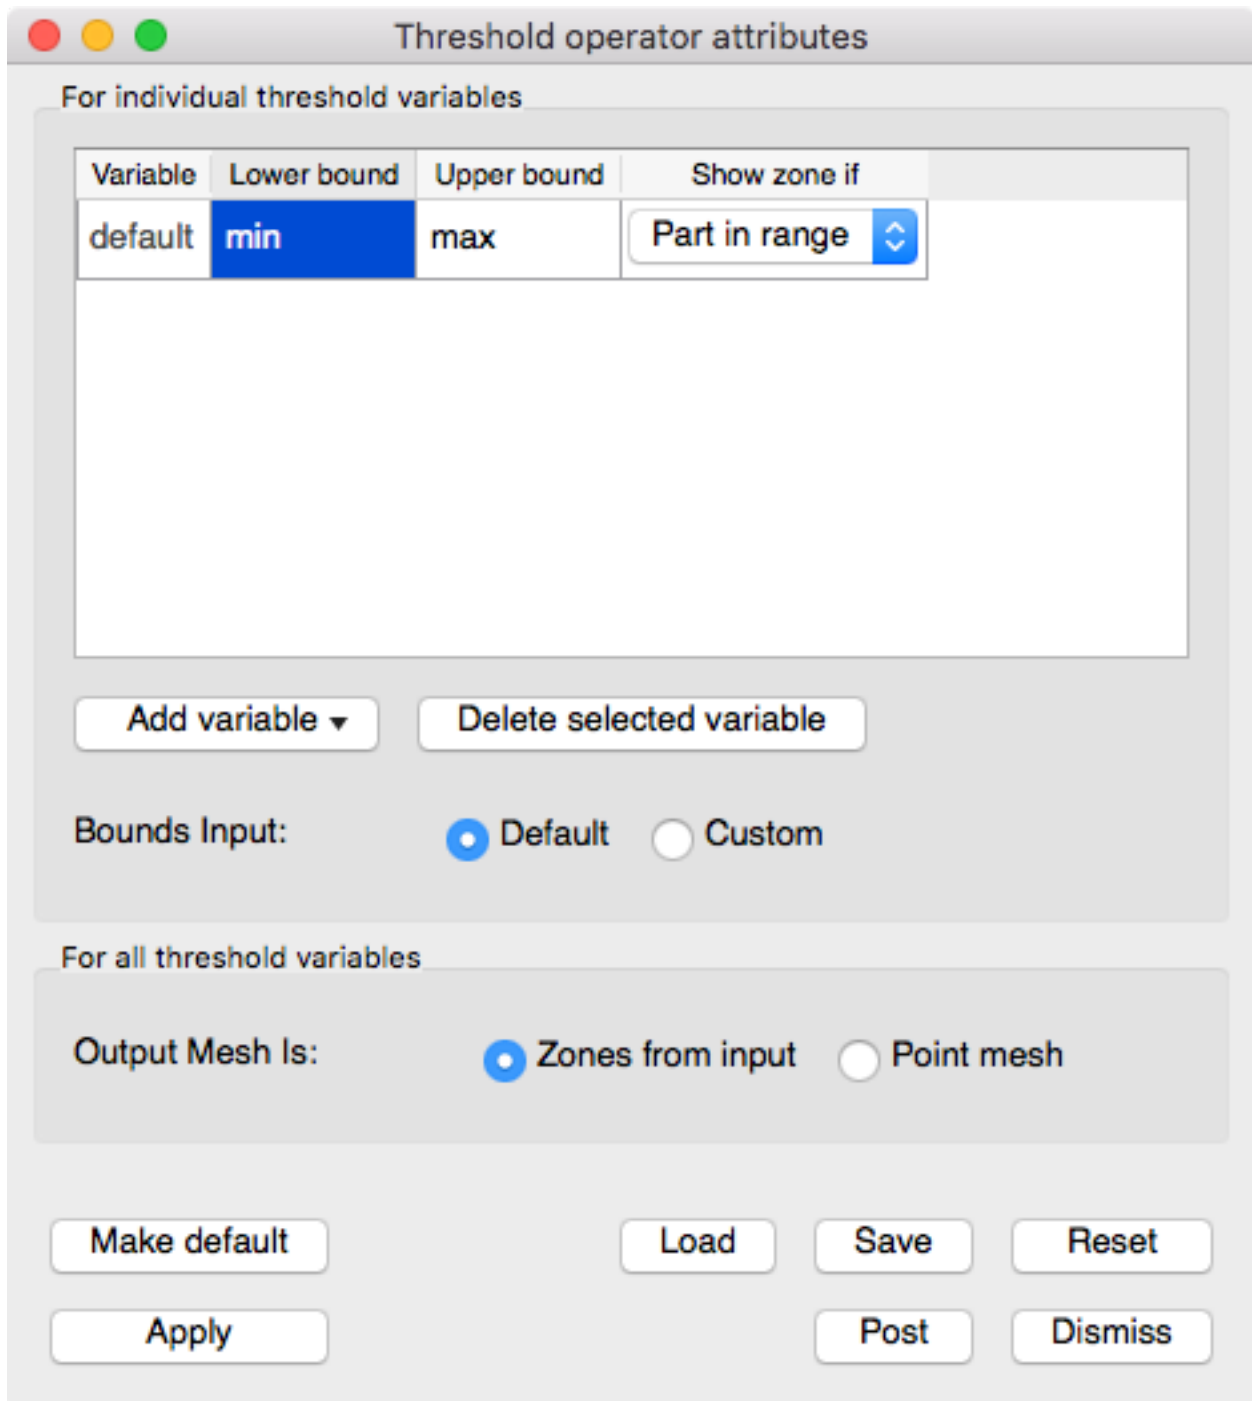 Threshold operator attributes
For individual threshold variables
Variable Lower bound Upper bound Show zone if
default min max Part in range
Add variable Delete selected variable
Bounds Input: Default Custom
For all threshold variables
Output Mesh Is: Zones from input Point mesh
Make default Load Save Reset
Apply Post Dismiss